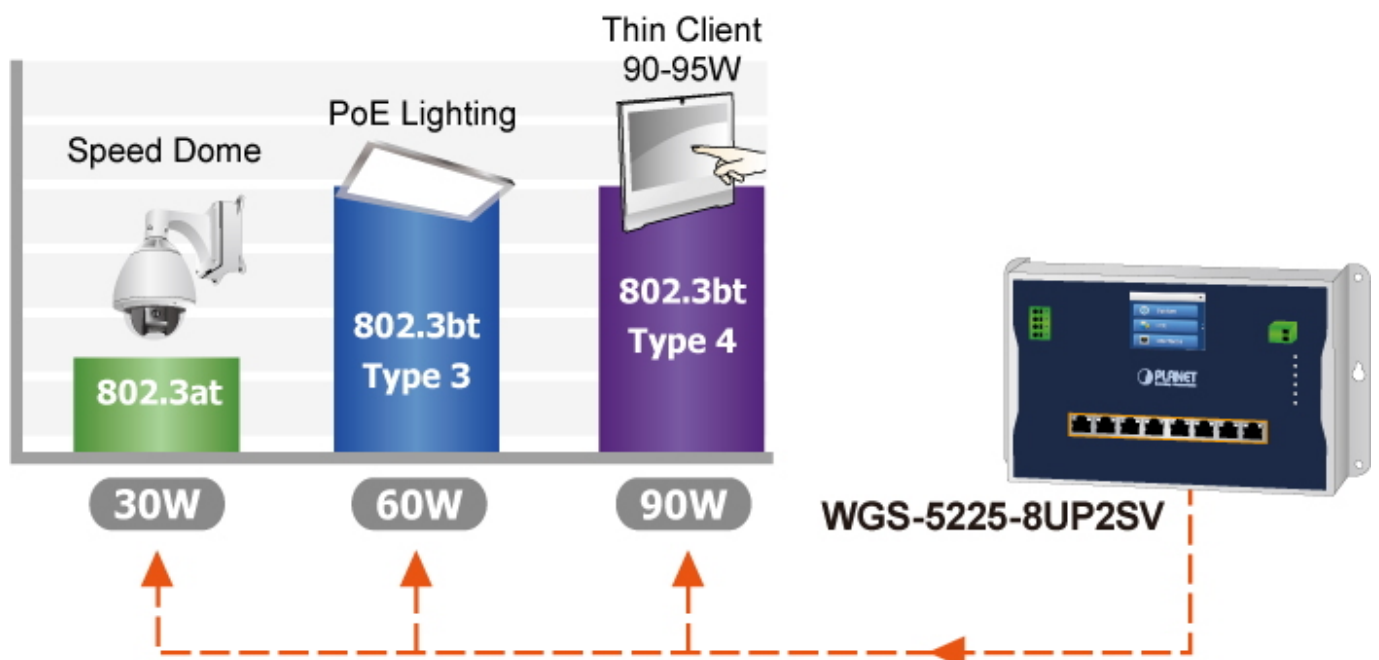 Thin Client
90-95W
PoE Lighting
Speed Dome
802.3at
802.3bt
Type 3
802.3bt
Type 4
30W
60W
90W
PLANET
WGS-5225-8UP2SV